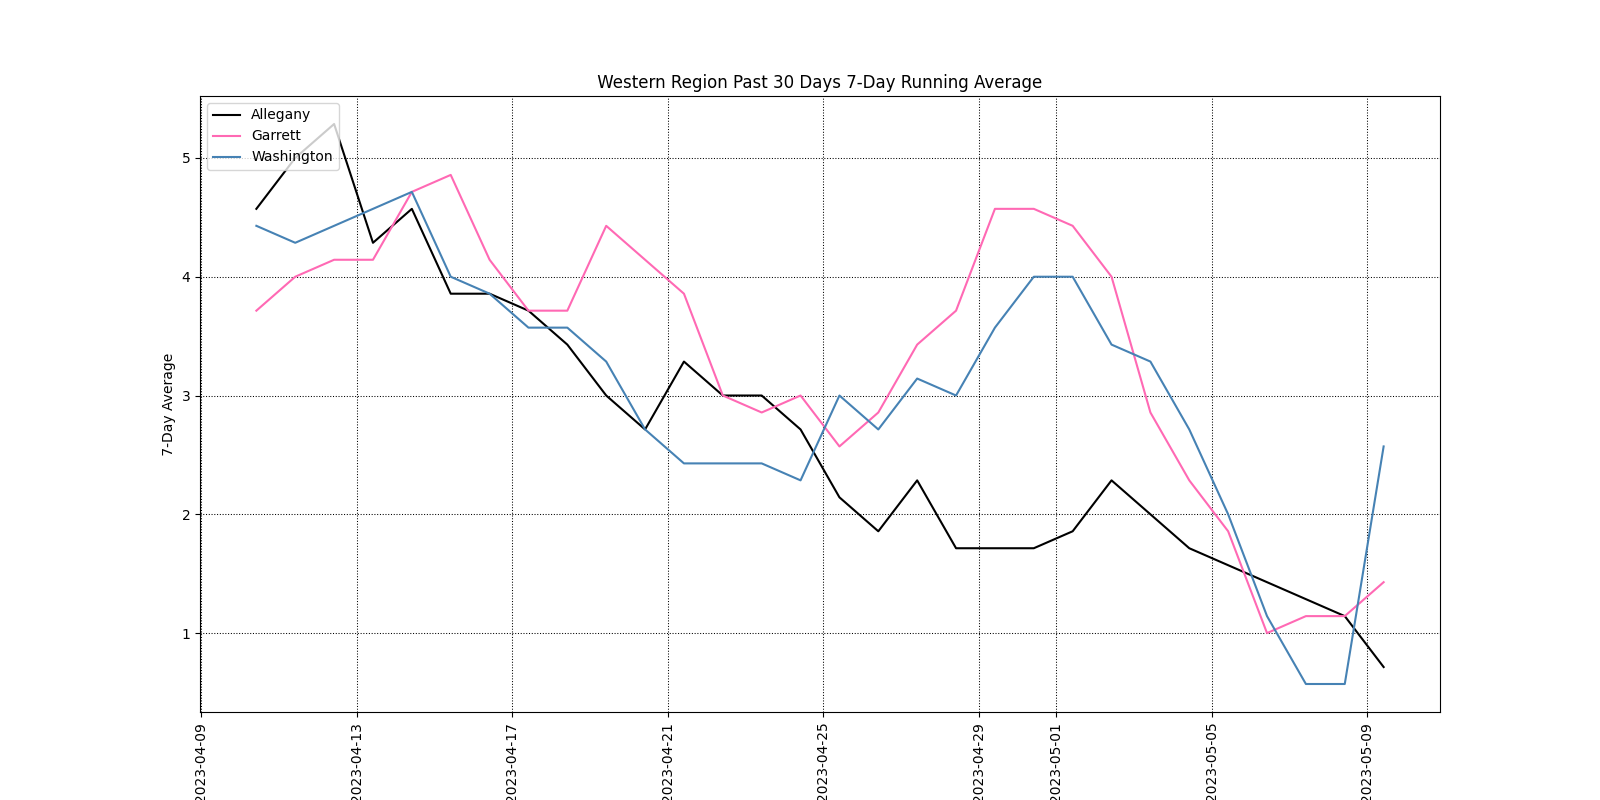 Western Region Past 30 Days 7-Day Running Average
Allegany
Garrett
Washington
7-Day Average
5
4
3
2
1
2023-04-09
2023-04-13
2023-04-17
2023-04-21
2023-04-25
2023-04-29
2023-05-01
2023-05-05
2023-05-09